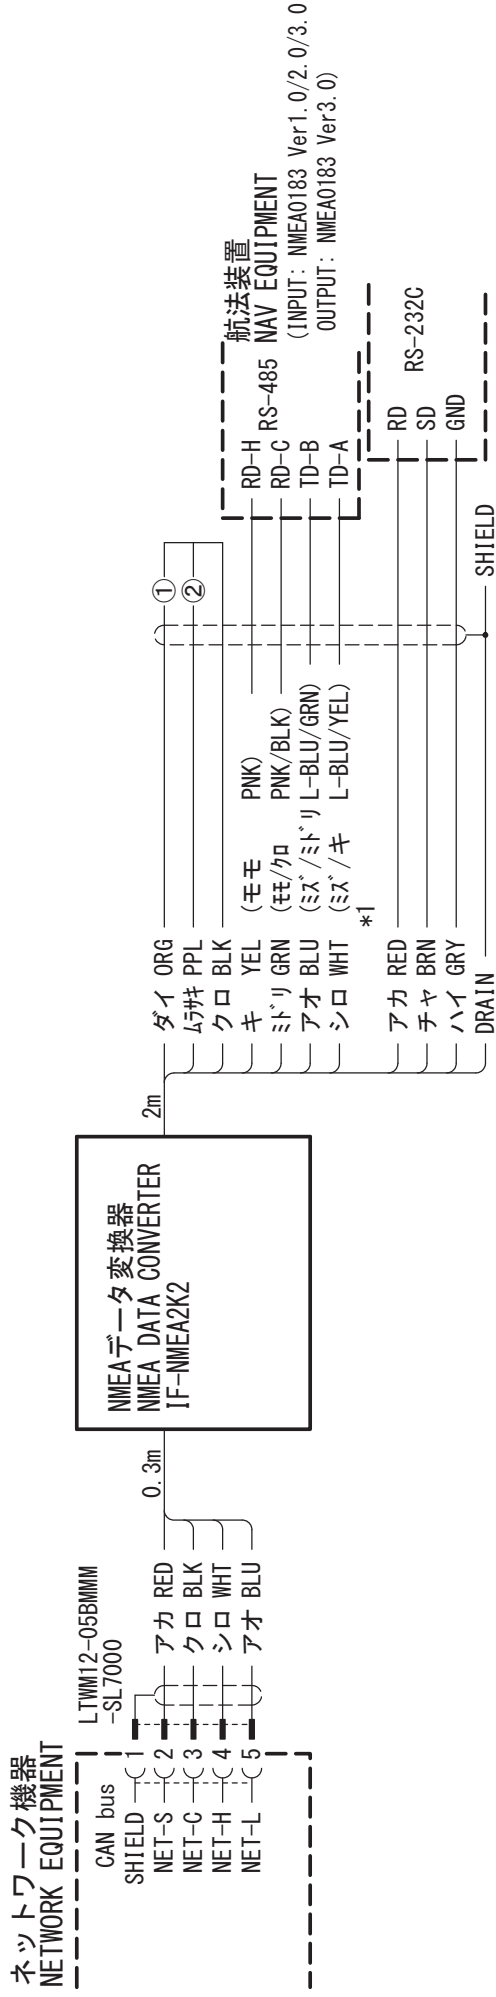 ネットワーク機器
NETWORK EQUIPMENT
CAN bus
SHIELD 1
NET-S 2
NET-C 3
NET-H 4
NET-L 5
LTWM12-05BMMM
-SL7000
アカ RED
クロ BLK
シロ WHT
アオ BLU
0.3m
NMEAデータ変換器
NMEA DATA CONVERTER
IF-NMEA2K2
2m
ダイ ORG
ムラサキ PPL
クロ BLK
キ YEL (モモ PNK)
ミドリ GRN (モモ/クロ PNK/BLK)
アオ BLU (ミズ/ミドリ L-BLU/GRN)
シロ WHT (ミズ/キ L-BLU/YEL)
*1
アカ RED
チャ BRN
ハイ GRY
DRAIN
①
②
SHIELD
航法装置
NAV EQUIPMENT
(INPUT: NMEA0183 Ver1.0/2.0/3.0
OUTPUT: NMEA0183 Ver3.0)
RS-485
RD-H
RD-C
TD-B
TD-A
RS-232C
RD
SD
GND